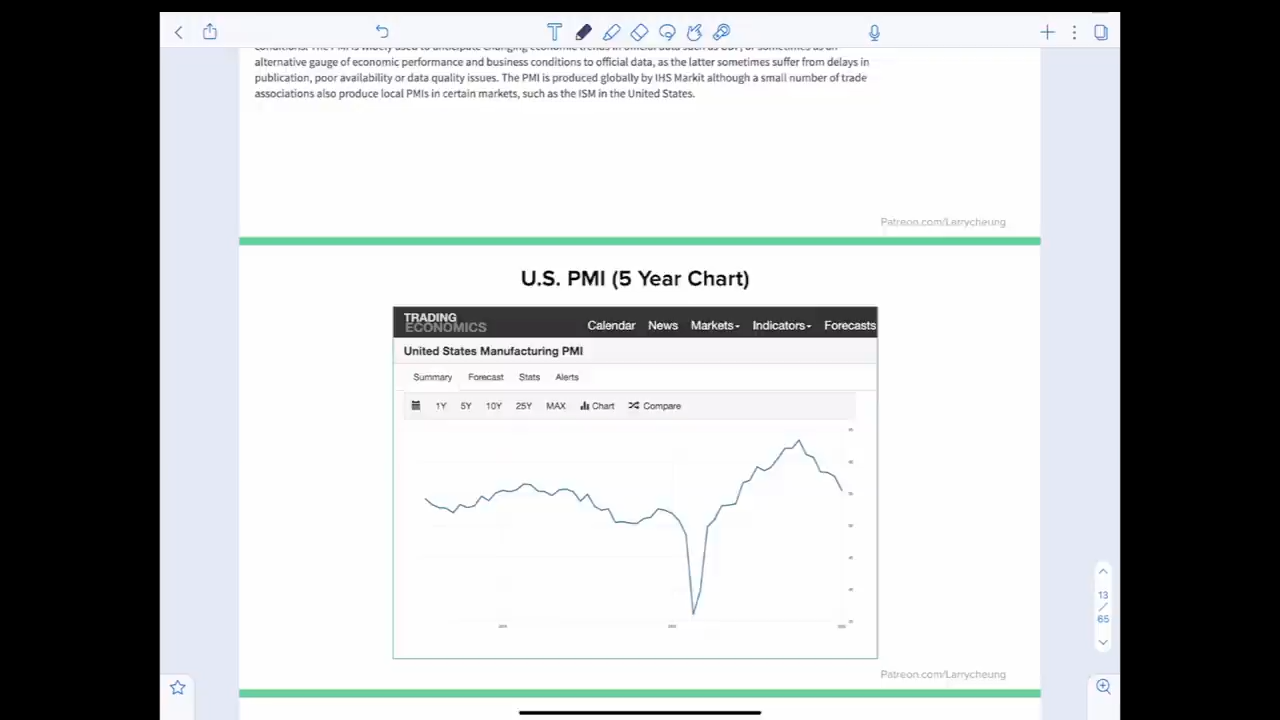 alternative gauge of economic performance and business conditions to official data, as the latter sometimes suffer from delays in
publication, poor availability or data quality issues. The PMI is produced globally by IHS Markit although a small number of trade
associations also produce local PMIs in certain markets, such as the ISM in the United States.
Patreon.com/Larrycheung
U.S. PMI (5 Year Chart)
TRADING
ECONOMICS
Calendar News Markets Indicators Forecasts
United States Manufacturing PMI
Summary Forecast Stats Alerts
1Y 5Y 10Y 25Y MAX Chart Compare
13
/
65
Patreon.com/Larrycheung